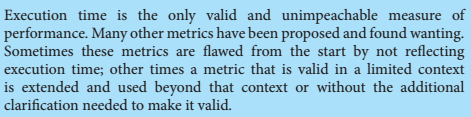 Execution time is the only valid and unimpeachable measure of
performance. Many other metrics have been proposed and found wanting.
Sometimes these metrics are flawed from the start by not reflecting
execution time; other times a metric that is valid in a limited context
is extended and used beyond that context or without the additional
clarification needed to make it valid.